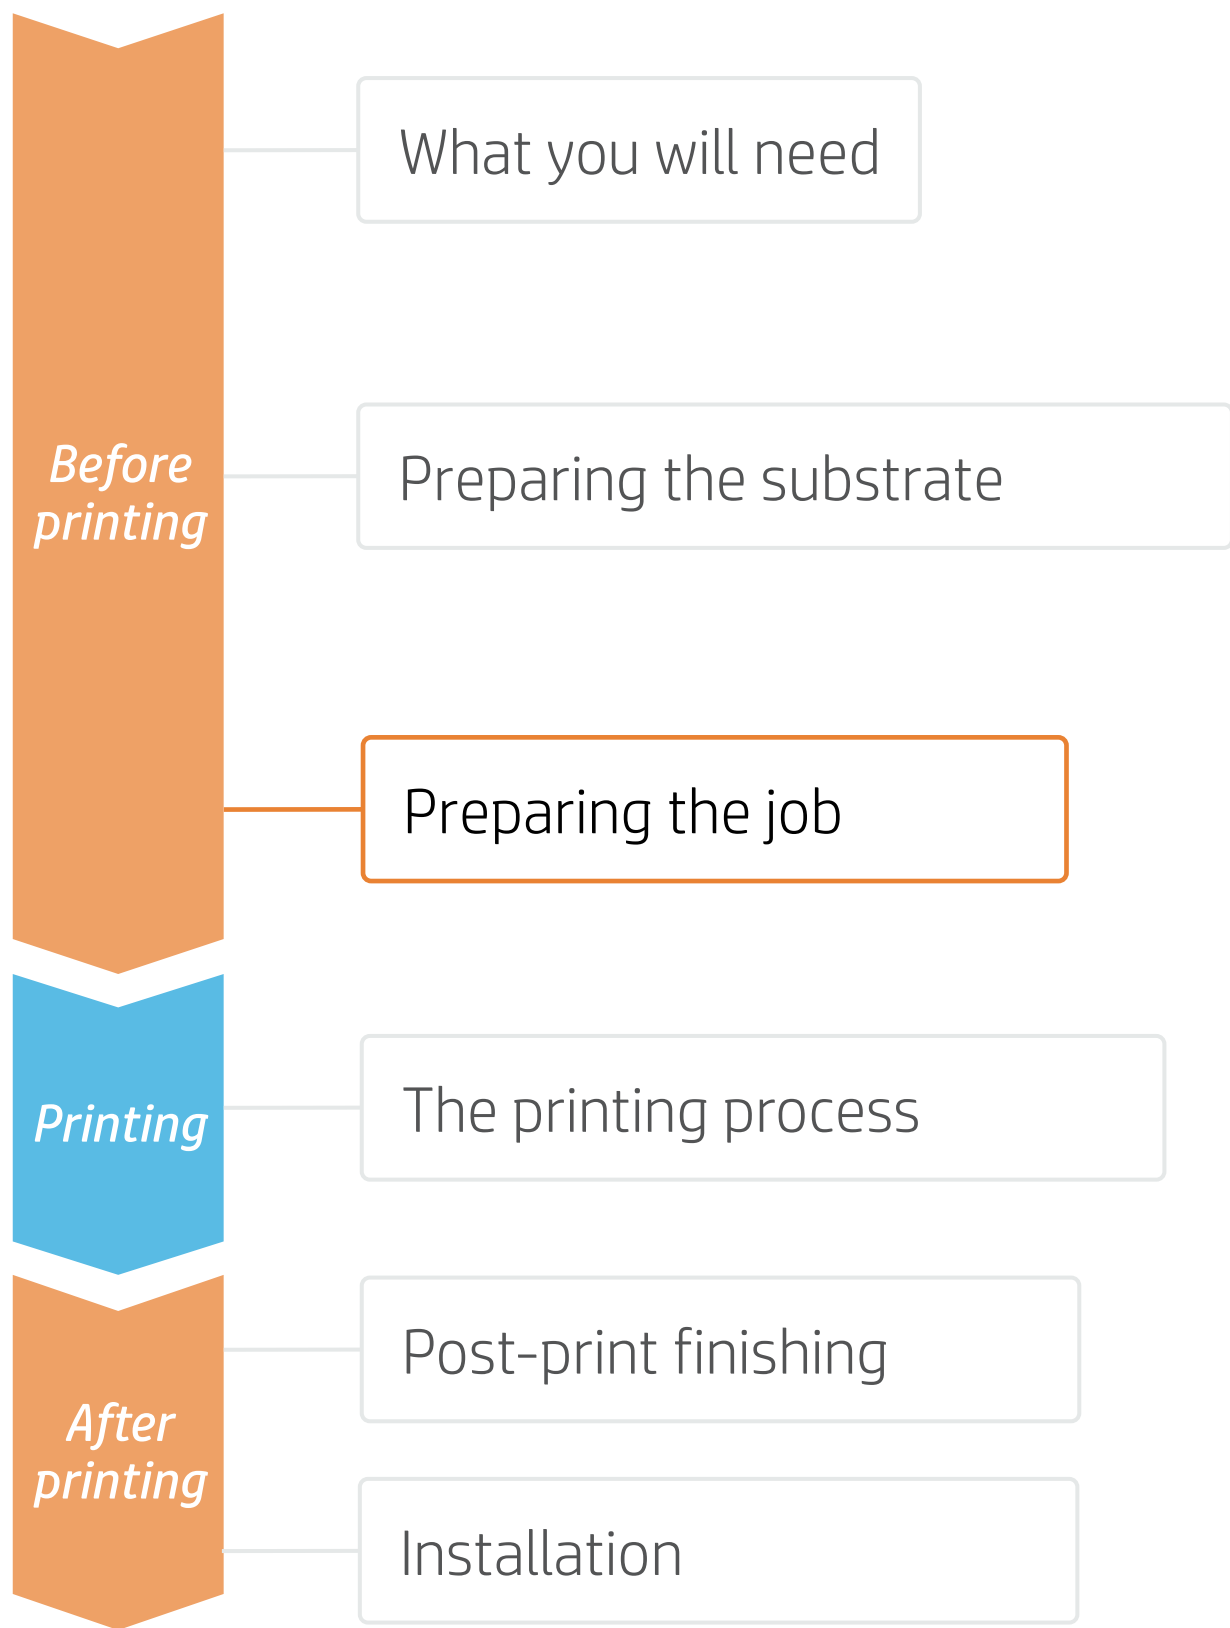 What you will need
Before
printing
Preparing the substrate
Preparing the job
Printing
The printing process
After
printing
Post-print finishing
Installation